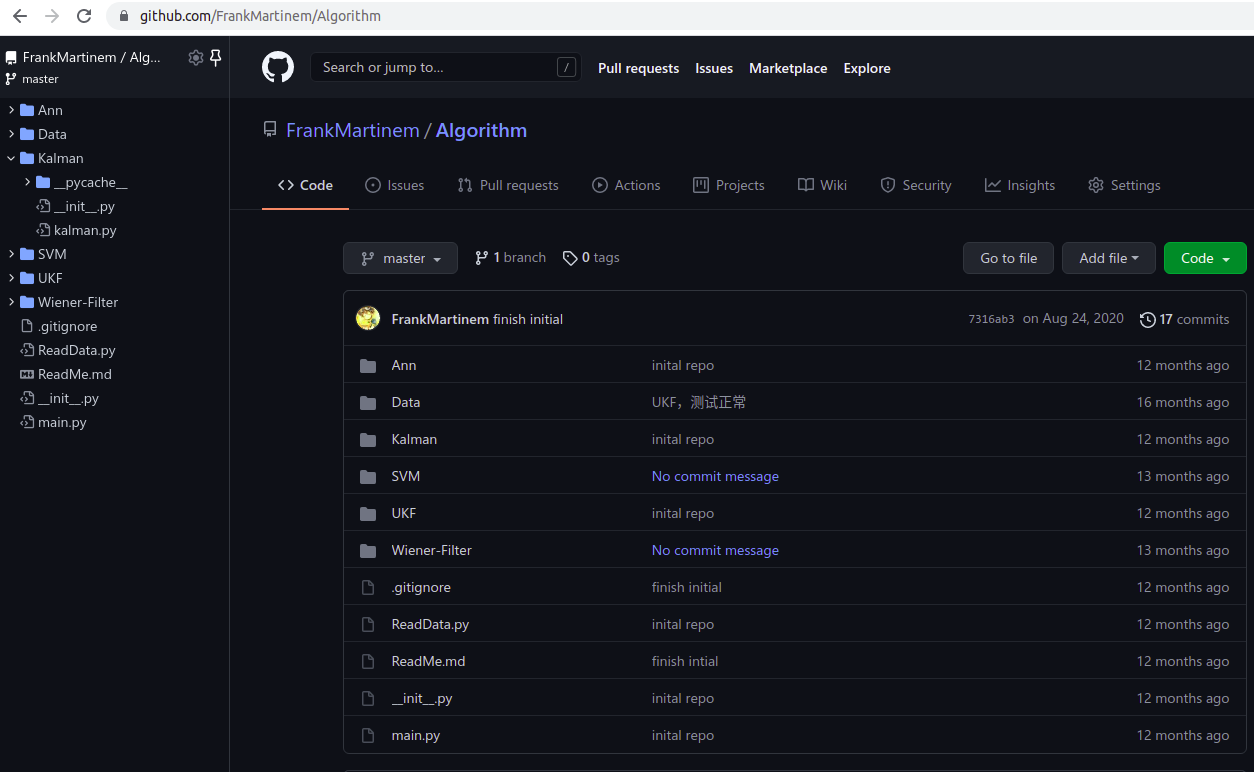 github.com/FrankMartinem/Algorithm
FrankMartinem / Alg...
master
Ann
Data
Kalman
__pycache__
__init__.py
kalman.py
SVM
UKF
Wiener-Filter
.gitignore
ReadData.py
ReadMe.md
__init__.py
main.py
Search or jump to... /
Pull requests Issues Marketplace Explore
FrankMartinem / Algorithm
Code Issues Pull requests Actions Projects Wiki Security Insights Settings
master 1 branch 0 tags Go to file Add file Code
FrankMartinem finish initial 7316ab3 on Aug 24, 2020 17 commits
Ann inital repo 12 months ago
Data UKF，测试正常 16 months ago
Kalman inital repo 12 months ago
SVM No commit message 13 months ago
UKF inital repo 12 months ago
Wiener-Filter No commit message 13 months ago
.gitignore finish initial 12 months ago
ReadData.py inital repo 12 months ago
ReadMe.md finish intial 12 months ago
__init__.py inital repo 12 months ago
main.py inital repo 12 months ago